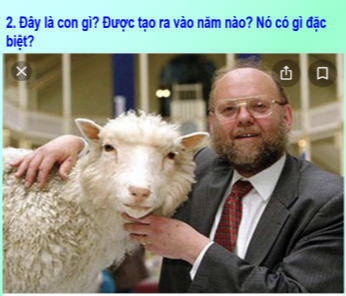 2. Đây là con gì? Được tạo ra vào năm nào? Nó có gì đặc
biệt?